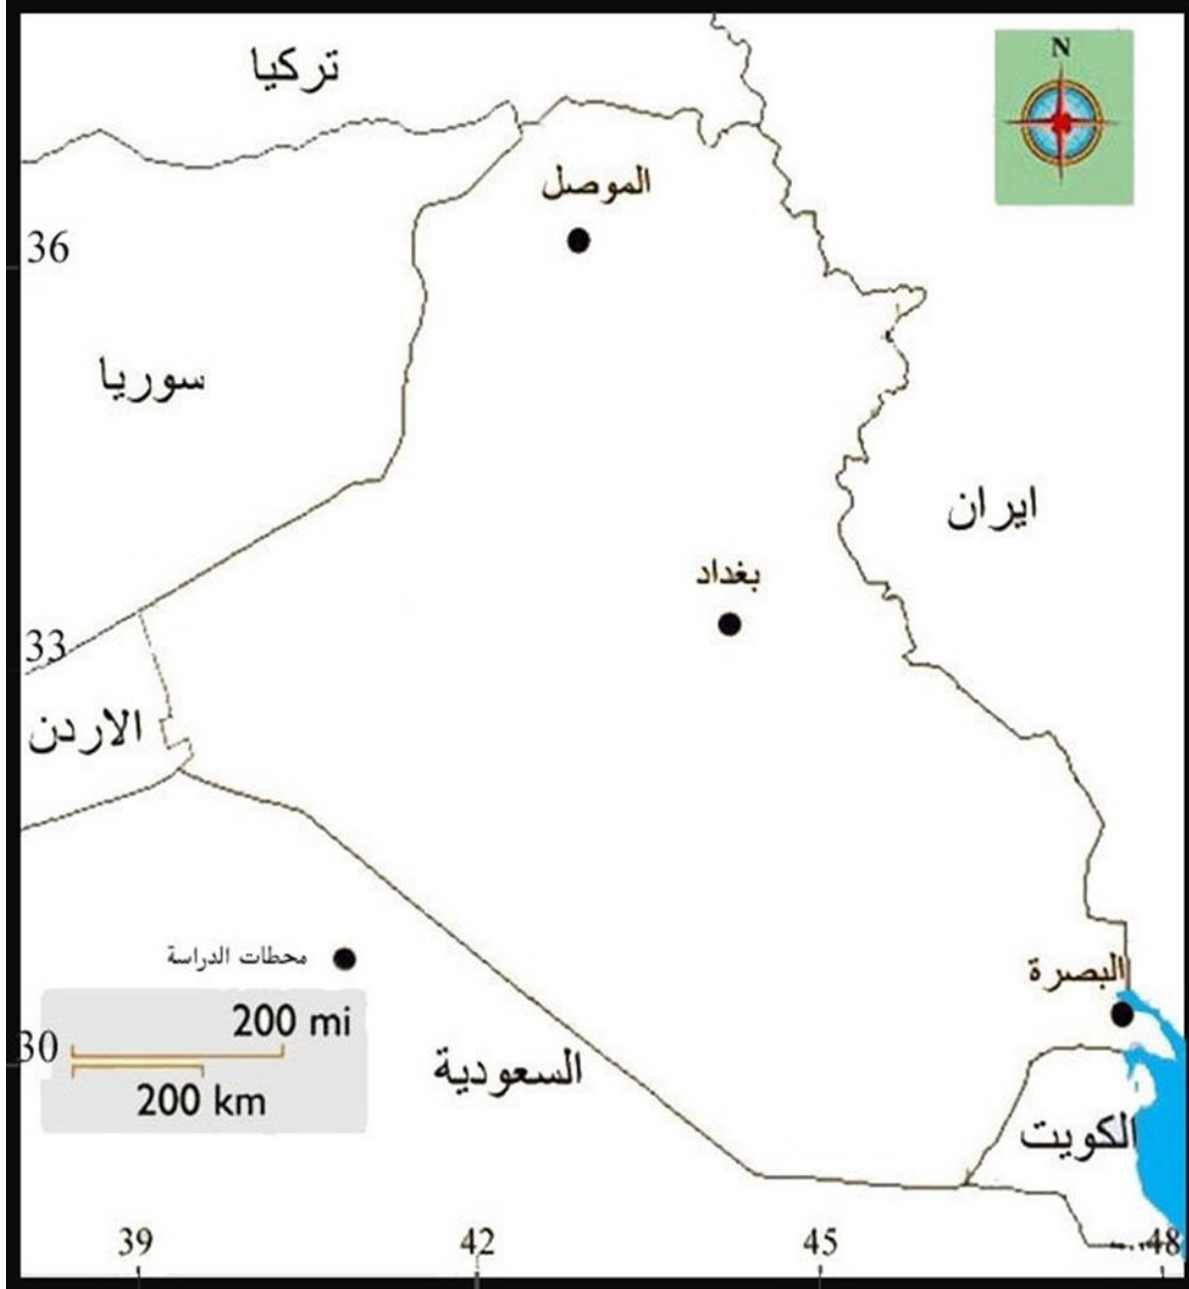 N
تركيا
الموصل
36
سوريا
ايران
بغداد
33
الاردن
محطات الدراسة
البصرة
200 mi
30
200 km
السعودية
الكويت
39
42
45
48